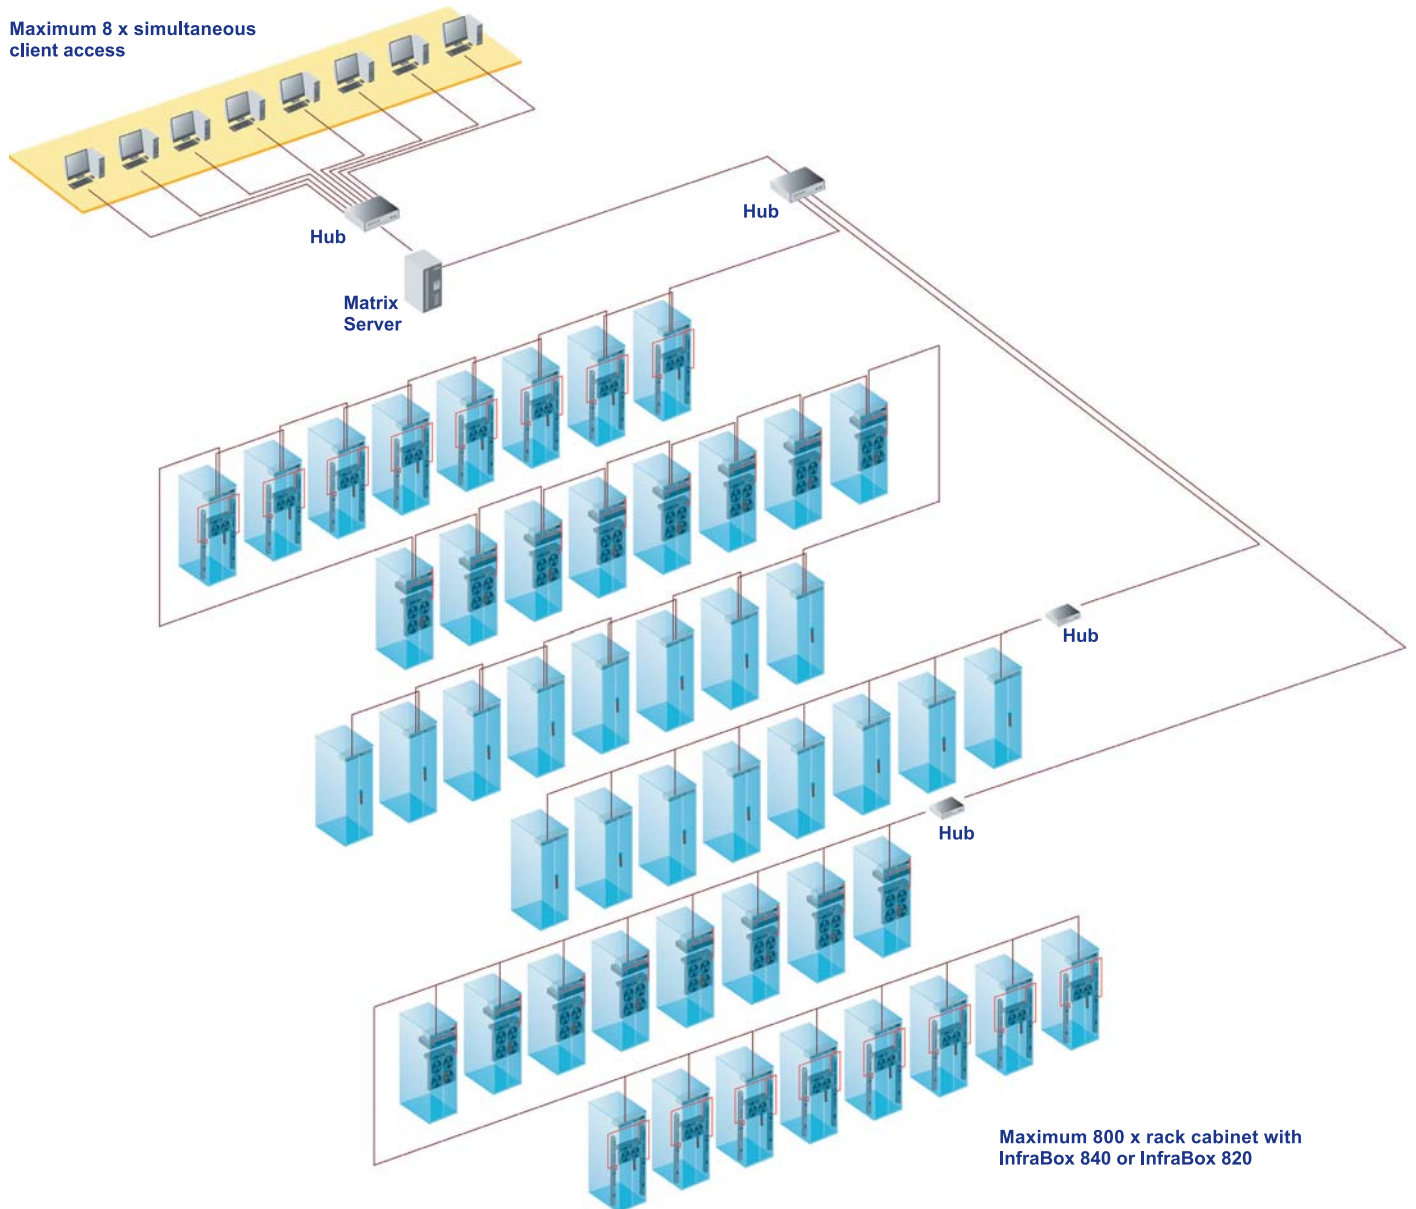 Maximum 8 x simultaneous
client access
Hub
Hub
Matrix
Server
Hub
Hub
Maximum 800 x rack cabinet with
InfraBox 840 or InfraBox 820